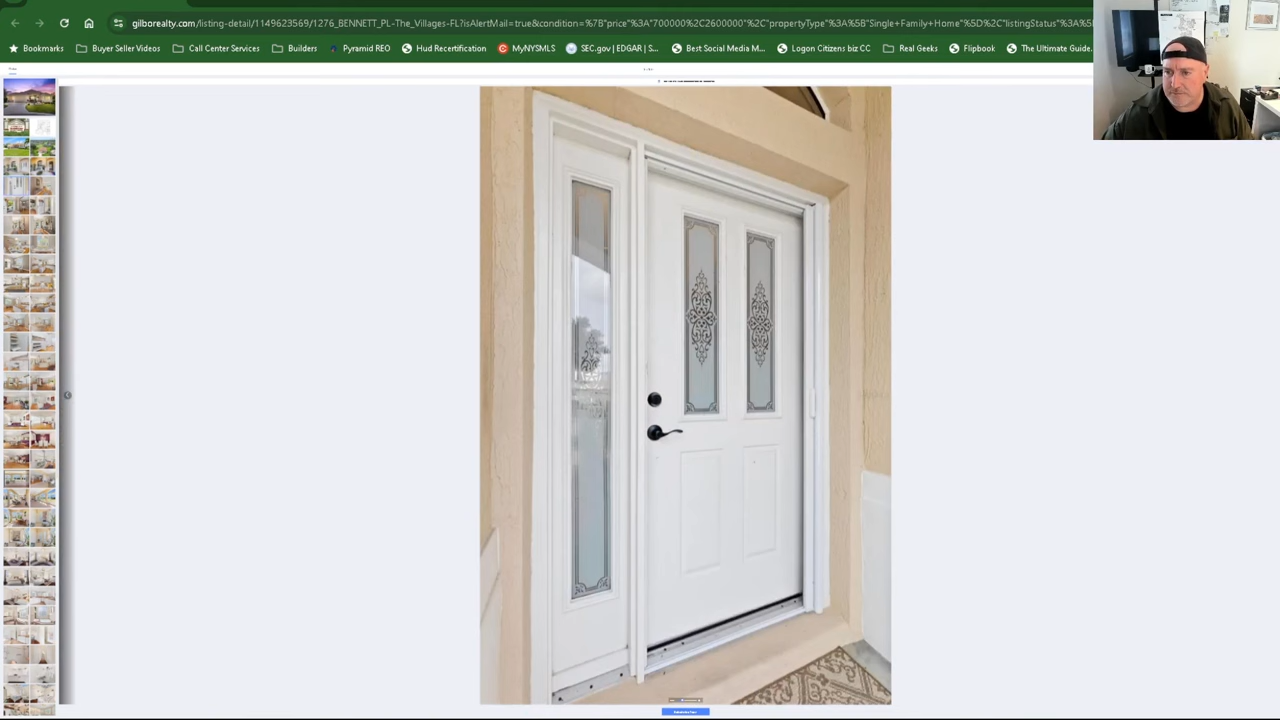 gilborealty.com/listing-detail/1149623569/1276_BENNETT_PL-The_Villages-FL?isAlertMail=true&condition=%7B"price"%3A"700000%2C2600000"%2C"propertyType"%3A%5B"Single+Family+Home"%5D%2C"listingStatus"%3A%5
Bookmarks
Buyer Seller Videos
Call Center Services
Builders
Pyramid REO
Hud Recertification
MyNYSMLS
SEC.gov | EDGAR | S...
Best Social Media M...
Logon Citizens biz CC
Real Geeks
Flipbook
The Ultimate Guide,